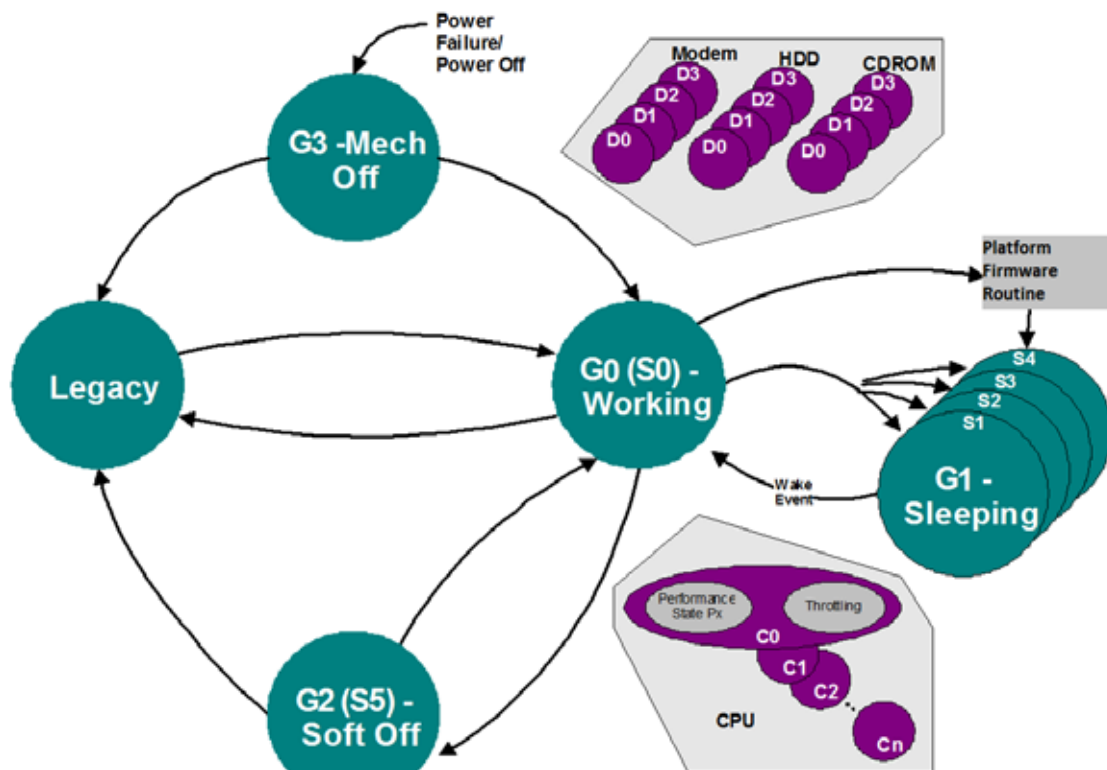 Power
Failure/
Power Off
G3 -Mech
Off
Modem
HDD
CDROM
D3
D2
D1
D0
D3
D2
D1
D0
D3
D2
D1
D0
Platform
Firmware
Routine
Legacy
G0 (S0) -
Working
S4
S3
S2
S1
G1 -
Sleeping
Wake
Event
Performance
State Px
Throttling
C0
C1
C2
Cn
CPU
G2 (S5) -
Soft Off